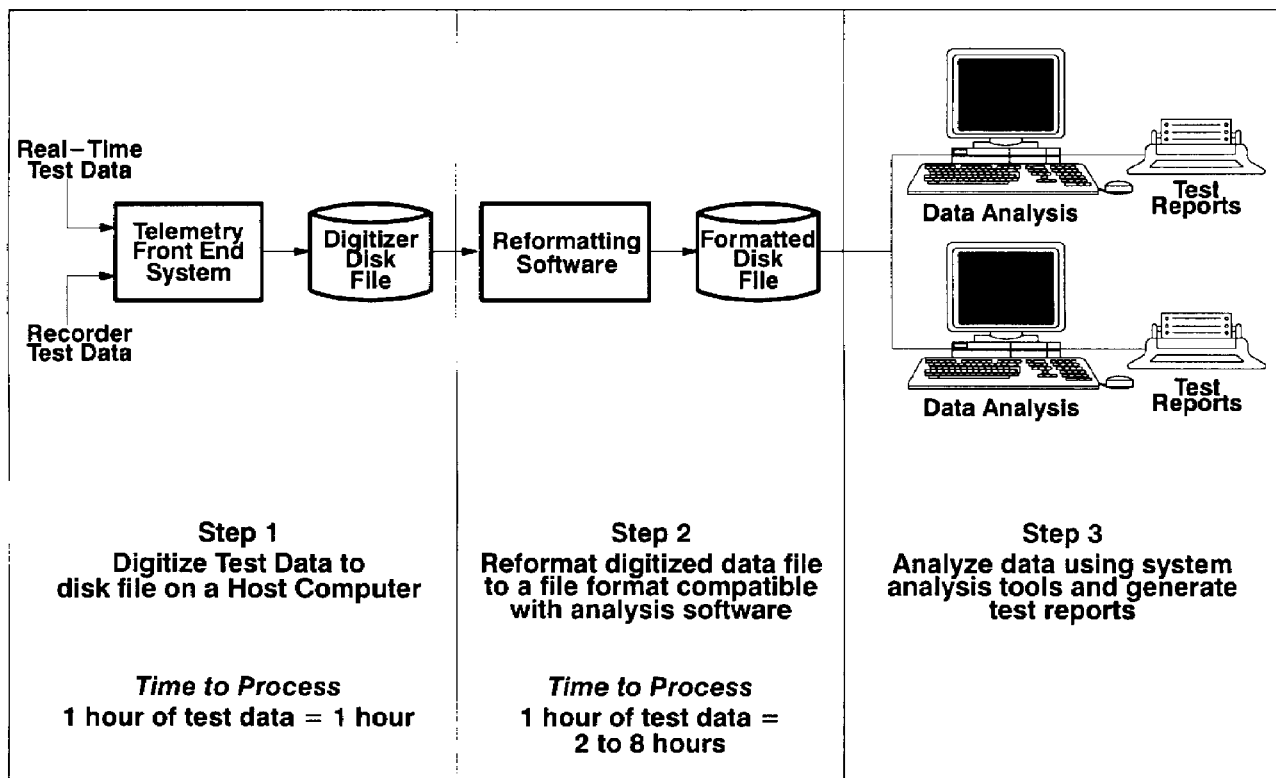 Real-Time
Test Data
Telemetry
Front End
System
Recorder
Test Data
Digitizer
Disk
File
Reformatting
Software
Formatted
Disk
File
Data Analysis
Test
Reports
Data Analysis
Test
Reports
Step 1
Digitize Test Data to
disk file on a Host Computer
Time to Process
1 hour of test data = 1 hour
Step 2
Reformat digitized data file
to a file format compatible
with analysis software
Time to Process
1 hour of test data =
2 to 8 hours
Step 3
Analyze data using system
analysis tools and generate
test reports